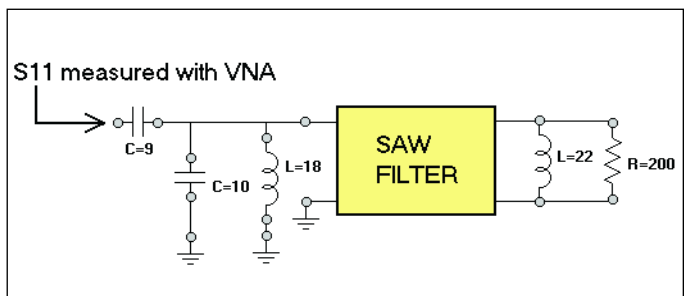 S11 measured with VNA
C=9
C=10
L=18
SAW
FILTER
L=22
R=200